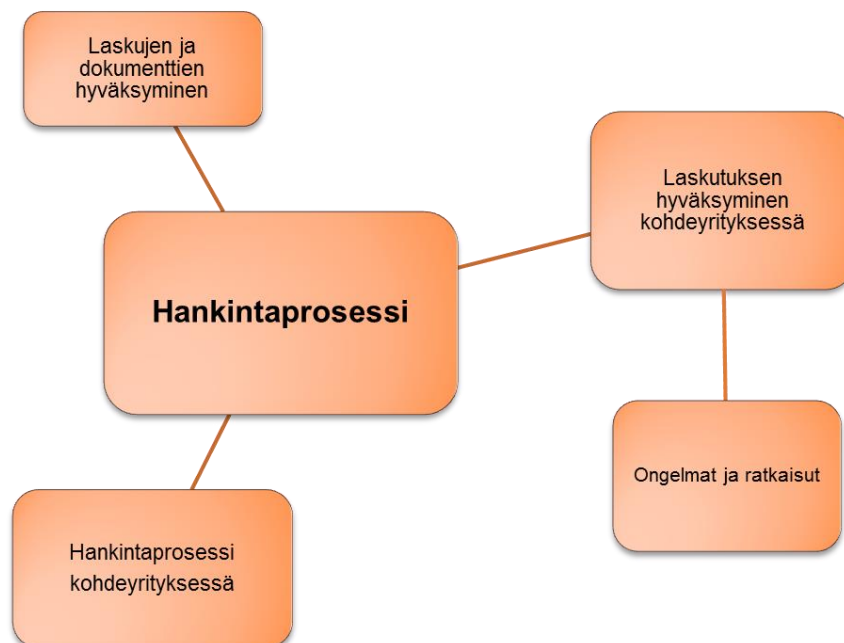 Laskujen ja
dokumenttien
hyväksyminen
Laskutuksen
hyväksyminen
kohdeyrityksessä
Hankintaprosessi
Ongelmat ja ratkaisut
Hankintaprosessi
kohdeyrityksessä